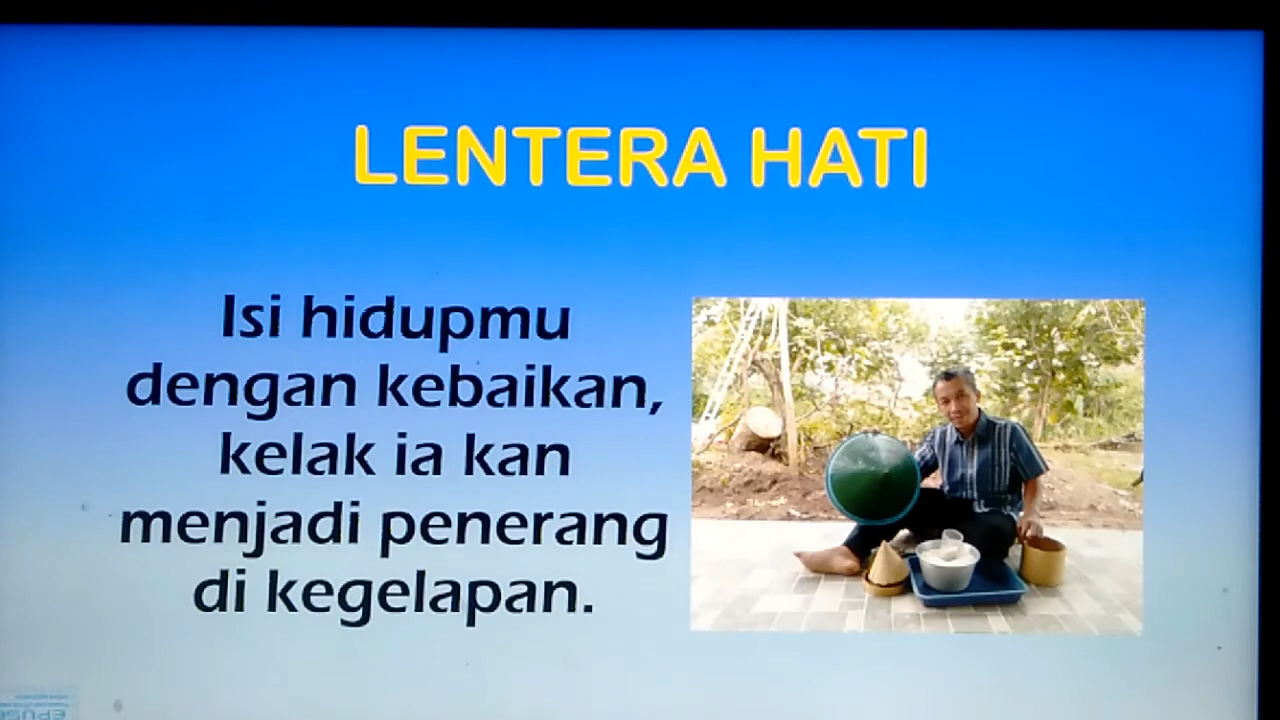 LENTERA HATI
Isi hidupmu
dengan kebaikan,
kelak ia kan
menjadi penerang
di kegelapan.